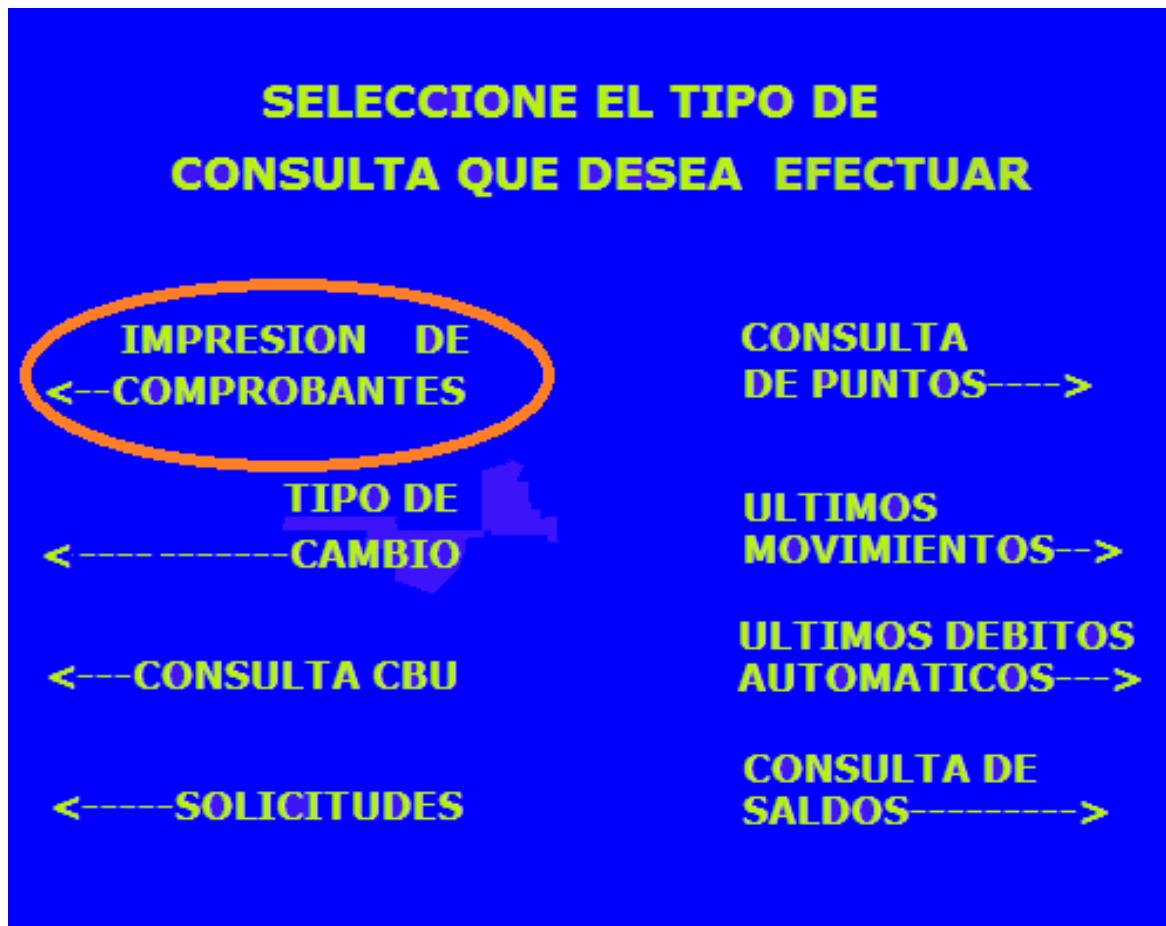 SELECCIONE EL TIPO DE
CONSULTA QUE DESEA EFECTUAR
IMPRESION DE
<--COMPROBANTES
TIPO DE
<------------CAMBIO
<---CONSULTA CBU
<-----SOLICITUDES
CONSULTA
DE PUNTOS---->
ULTIMOS
MOVIMIENTOS-->
ULTIMOS DEBITOS
AUTOMATICOS--->
CONSULTA DE
SALDOS--------->